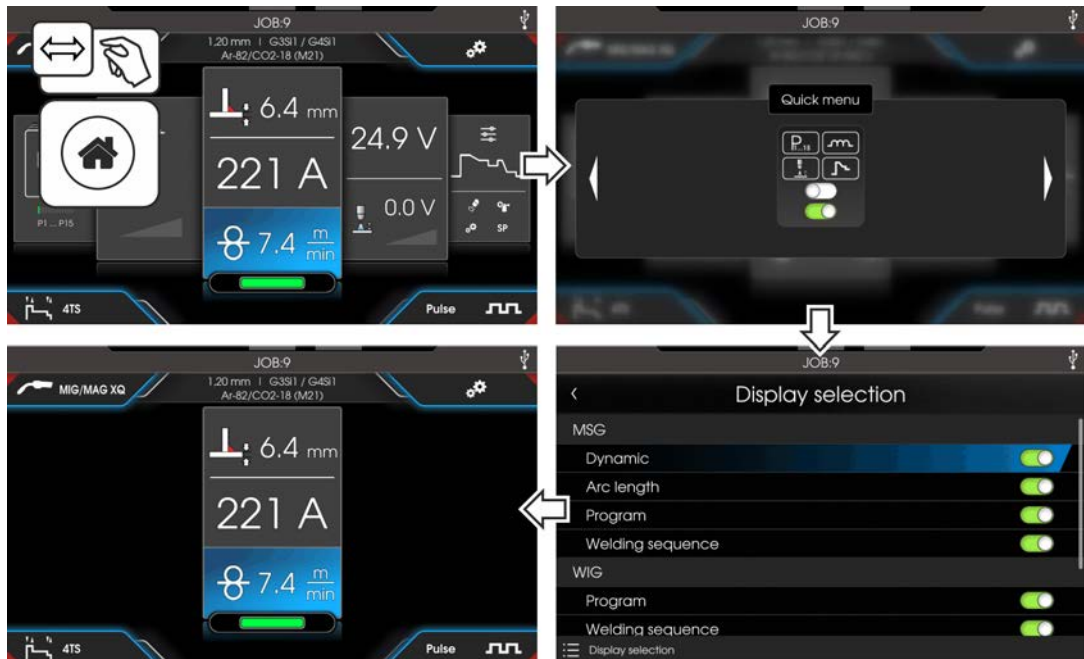 JOB:9
1,20 mm I G3Si1 / G4Si1
Ar-82/CO2-18 (M21)
6.4 mm
221 A
7.4 m/min
24.9 V
0.0 V
P1 ... P15
SP
4TS
Pulse
JOB:9
Quick menu
P1...15
JOB:9
MIG/MAG XQ
1,20 mm I G3Si1 / G4Si1
Ar-82/CO2-18 (M21)
6.4 mm
221 A
7.4 m/min
4TS
Pulse
JOB:9
Display selection
MSG
Dynamic
Arc length
Program
Welding sequence
WIG
Program
Welding sequence
Display selection